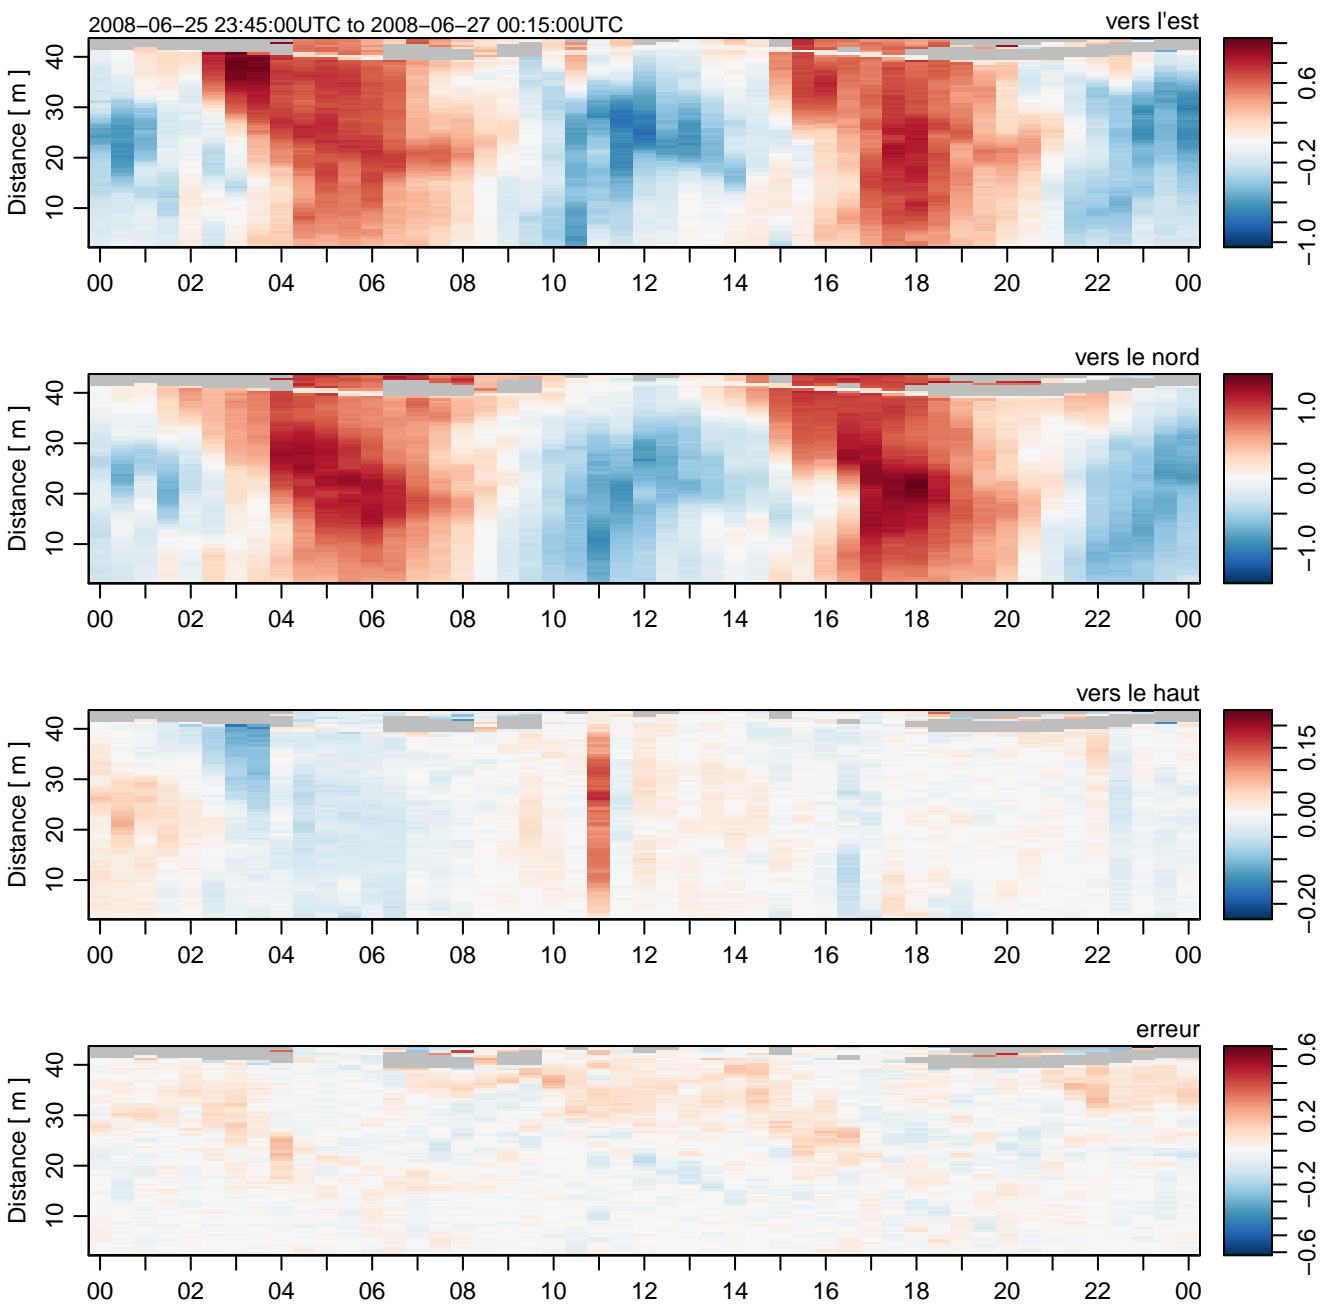 2008−06−25 23:45:00UTC to 2008−06−27 00:15:00UTC
vers l'est
Distance [ m ]
10 20 30 40
00 02 04 06 08 10 12 14 16 18 20 22 00
−1.0 −0.2 0.6
vers le nord
Distance [ m ]
10 20 30 40
00 02 04 06 08 10 12 14 16 18 20 22 00
−1.0 0.0 1.0
vers le haut
Distance [ m ]
10 20 30 40
00 02 04 06 08 10 12 14 16 18 20 22 00
−0.20 0.00 0.15
erreur
Distance [ m ]
10 20 30 40
00 02 04 06 08 10 12 14 16 18 20 22 00
−0.6 −0.2 0.2 0.6